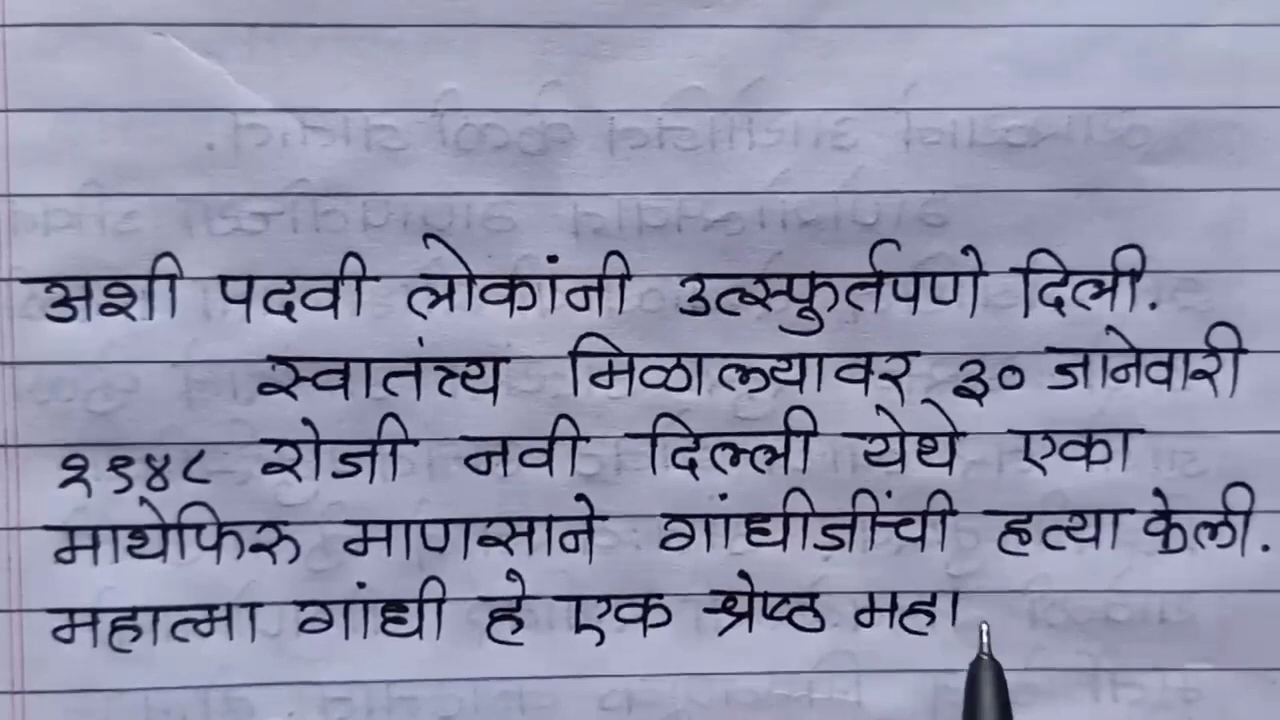 अशी पदवी लोकांनी उत्स्फुर्तपणे दिली.
स्वातंत्र्य मिळाल्यावर ३० जानेवारी
१९४८ रोजी नवी दिल्ली येथे एका
माथेफिरु माणसाने गांधीजींची हत्या केली.
महात्मा गांधी हे एक श्रेष्ठ महा